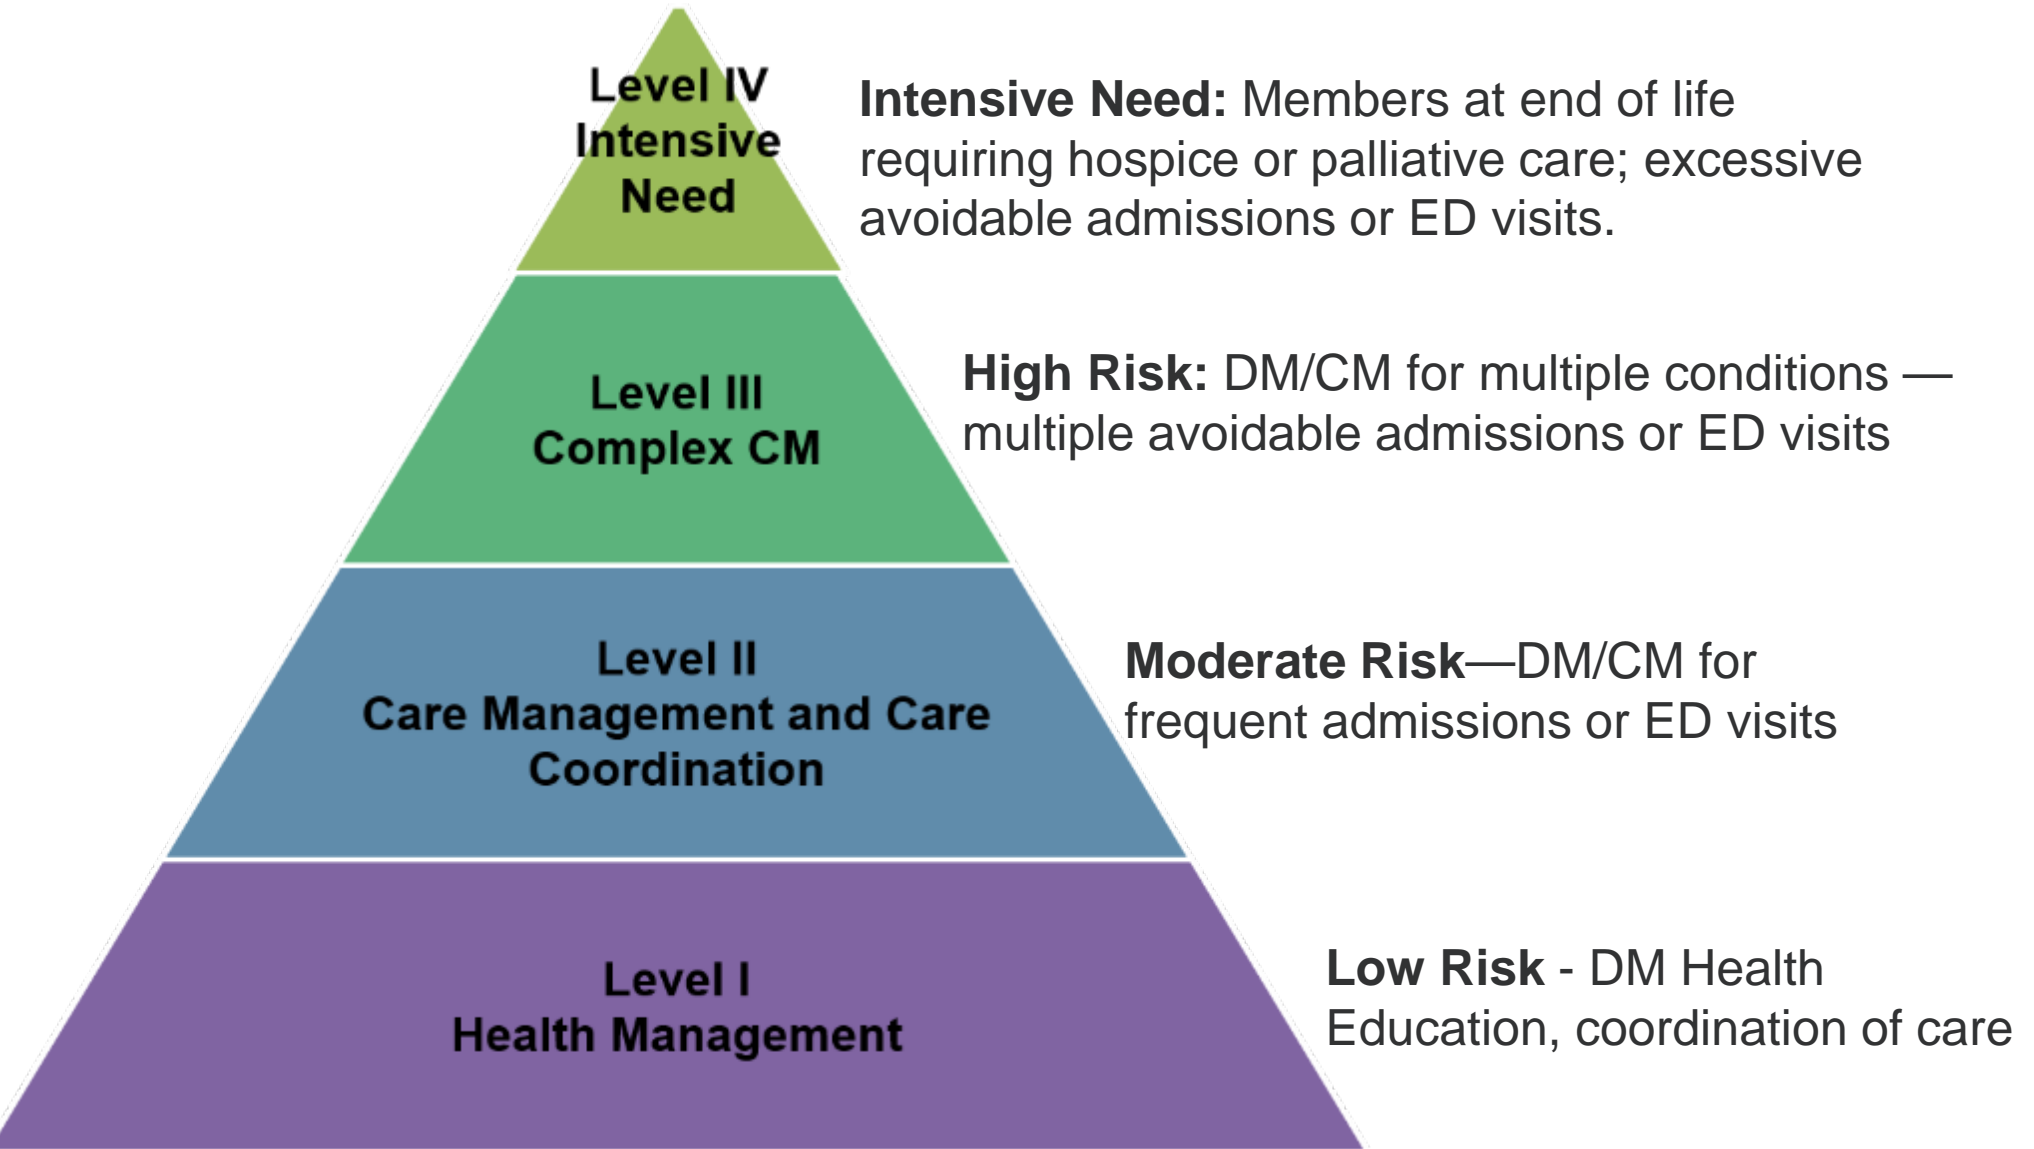 Level IV
Intensive
Need
Intensive Need: Members at end of life
requiring hospice or palliative care; excessive
avoidable admissions or ED visits.
Level III
Complex CM
High Risk: DM/CM for multiple conditions —
multiple avoidable admissions or ED visits
Level II
Care Management and Care
Coordination
Moderate Risk—DM/CM for
frequent admissions or ED visits
Level I
Health Management
Low Risk - DM Health
Education, coordination of care